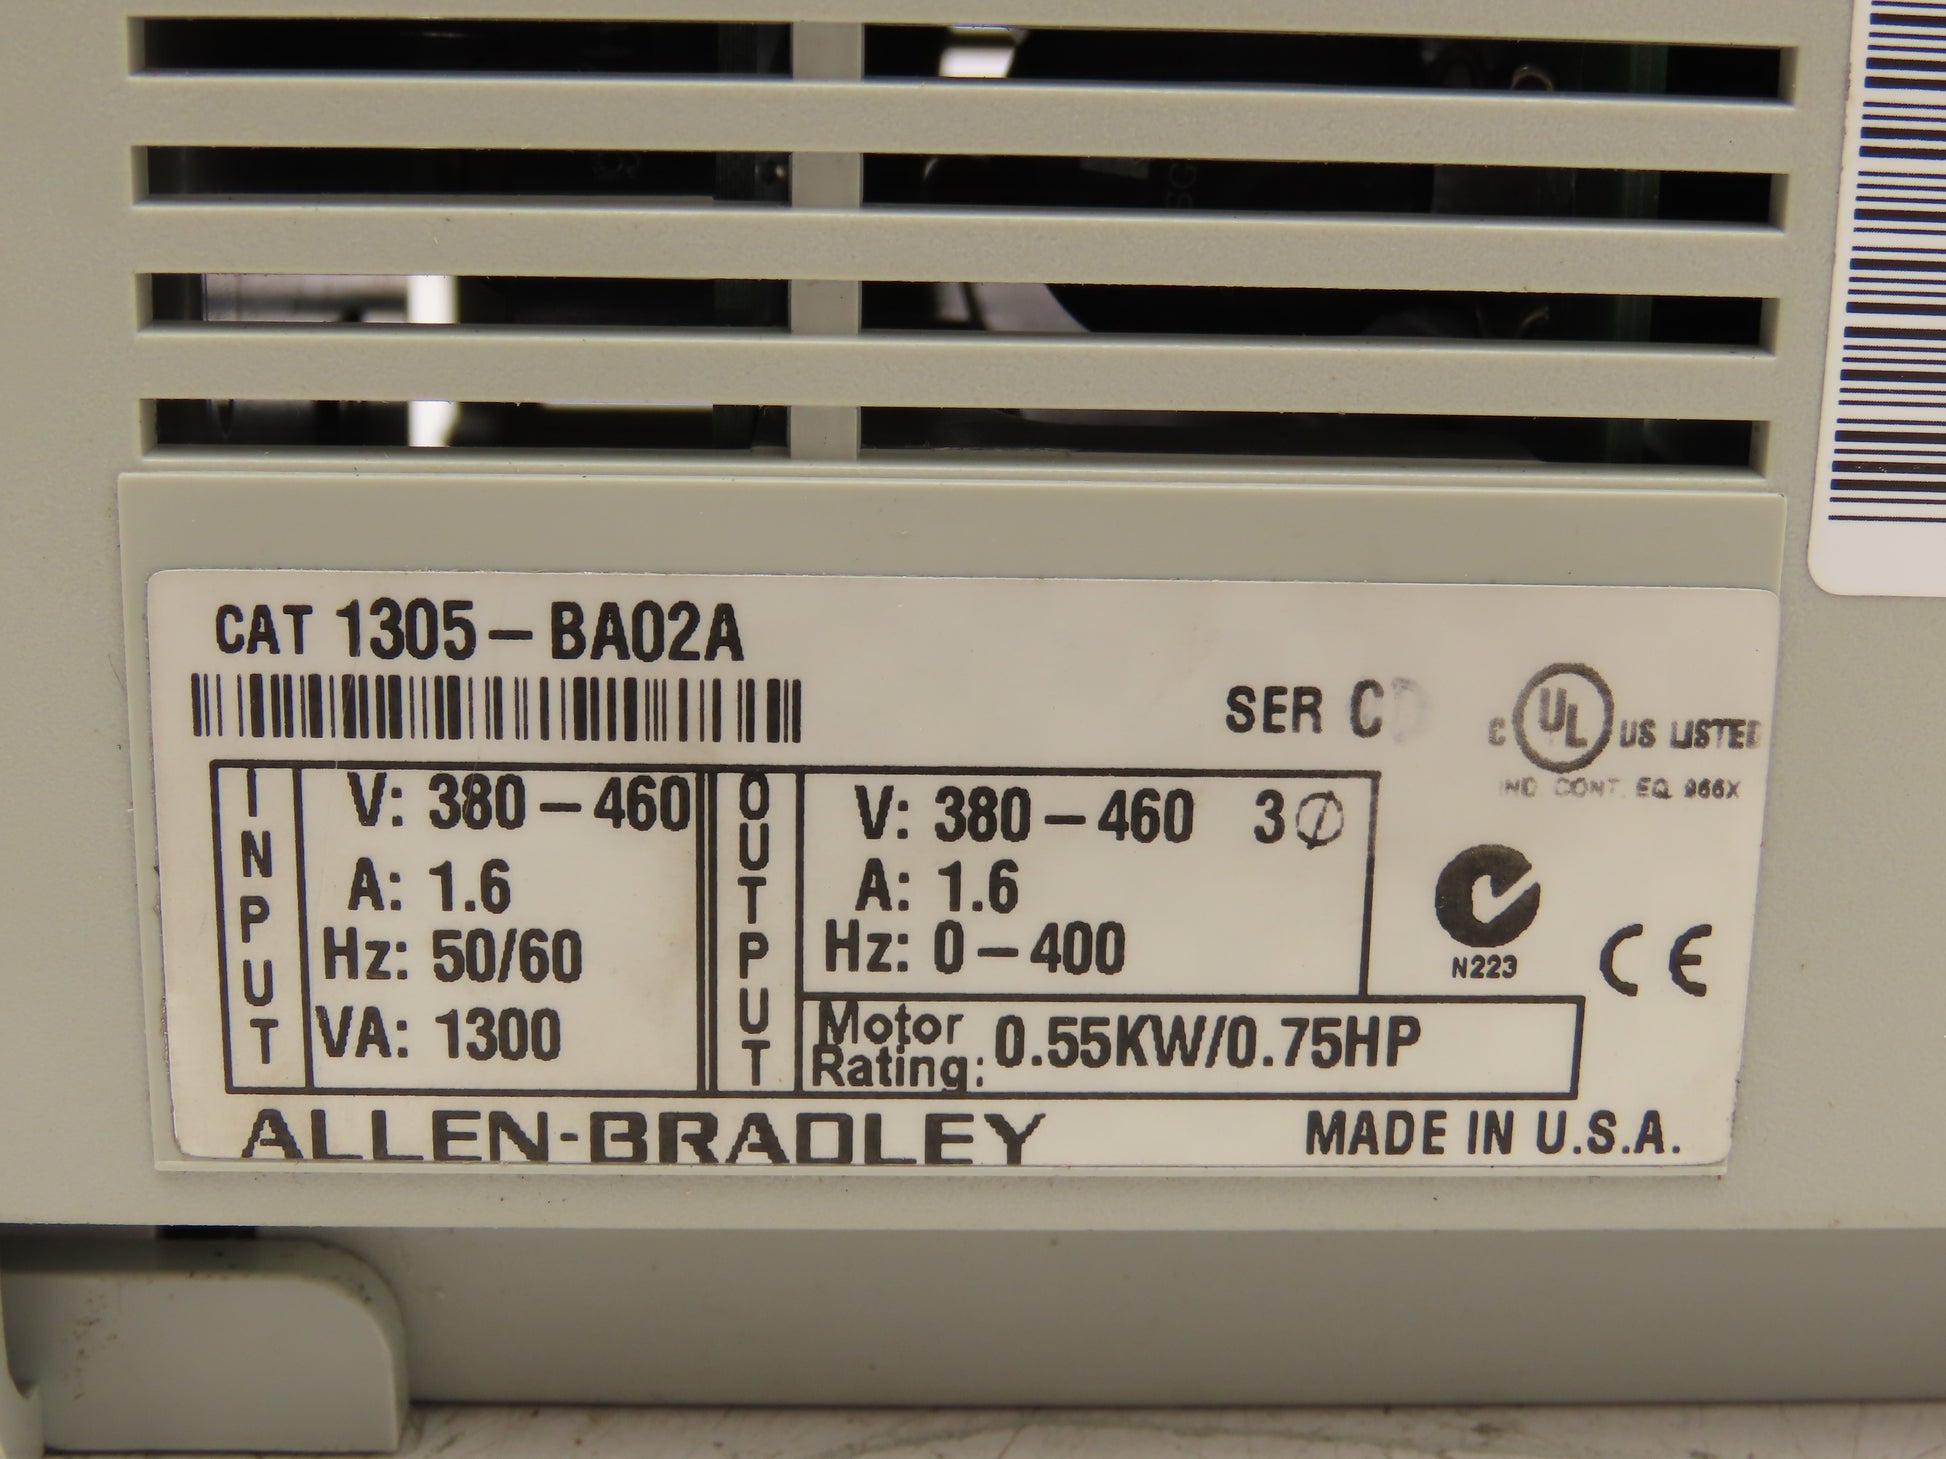 CAT 1305-BA02A
SER C
C UL US LISTED
IND. CONT. EQ. 966X
INPUT
V: 380-460
A: 1.6
Hz: 50/60
VA: 1300
OUTPUT
V: 380-460 3∅
A: 1.6
Hz: 0-400
Motor Rating: 0.55KW/0.75HP
N223
CE
ALLEN-BRADLEY
MADE IN U.S.A.